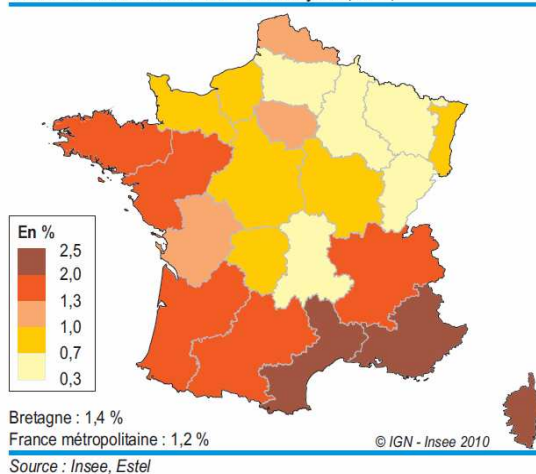 En %
2,5
2,0
1,3
1,0
0,7
0,3
Bretagne : 1,4 %
France métropolitaine : 1,2 %
© IGN - Insee 2010
Source : Insee, Estel